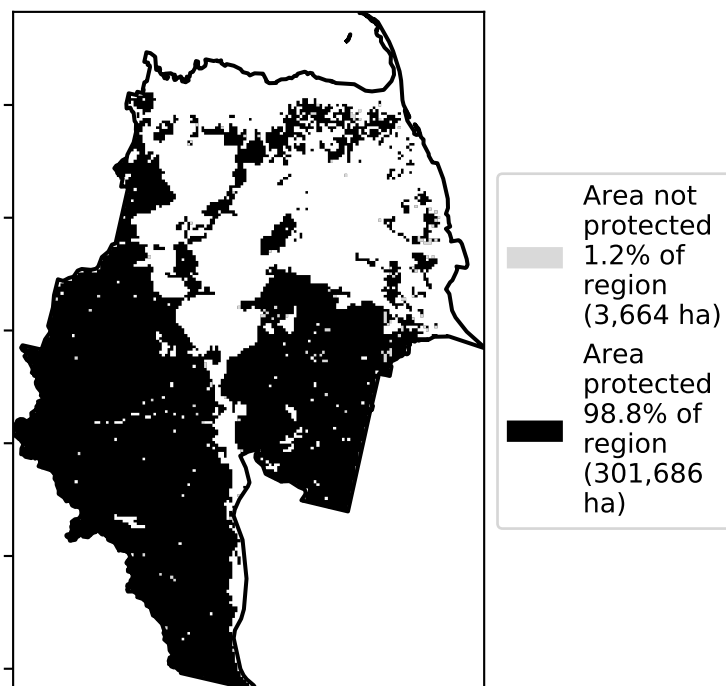 Area not
protected
1.2% of
region
(3,664 ha)
Area
protected
98.8% of
region
(301,686
ha)